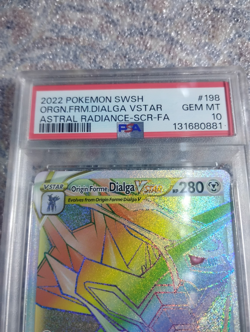 2022 POKEMON SWSH #198
ORGN.FRM.DIALGA VSTAR GEM MT
ASTRAL RADIANCE-SCR-FA 10
PSA 131680881
VSTAR Origin Forme Dialga VSTAR 280
Evolves from Origin Forme Dialga V